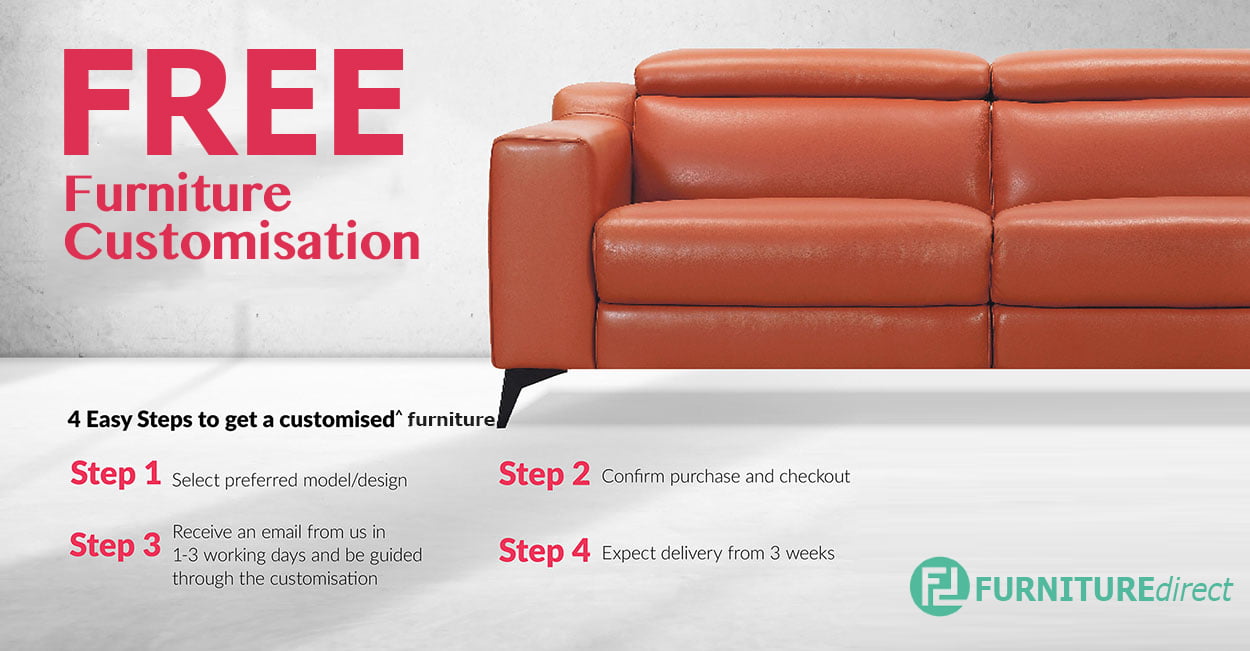 FREE
Furniture
Customisation
4 Easy Steps to get a customised^ furniture
Step 1 Select preferred model/design
Step 2 Confirm purchase and checkout
Step 3 Receive an email from us in
1-3 working days and be guided
through the customisation
Step 4 Expect delivery from 3 weeks
FURNITUREdirect